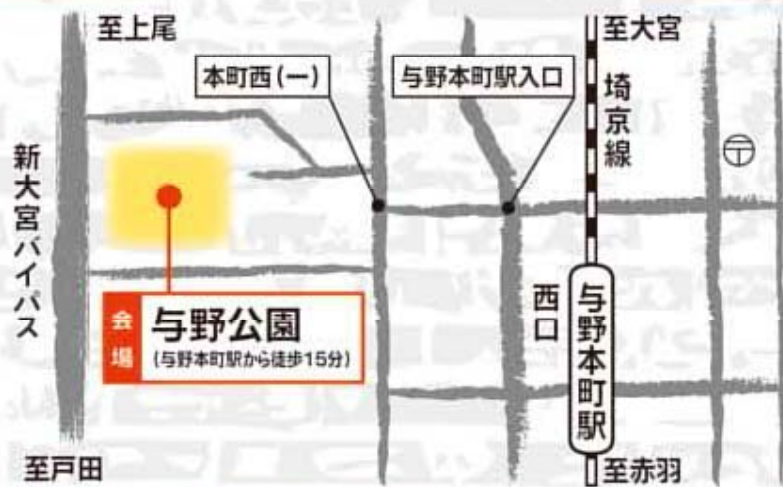 至上尾
至大宮
本町西(一)
与野本町駅入口
埼京線
新大宮バイパス
会場
与野公園
(与野本町駅から徒歩15分)
西口
与野本町駅
至戸田
至赤羽